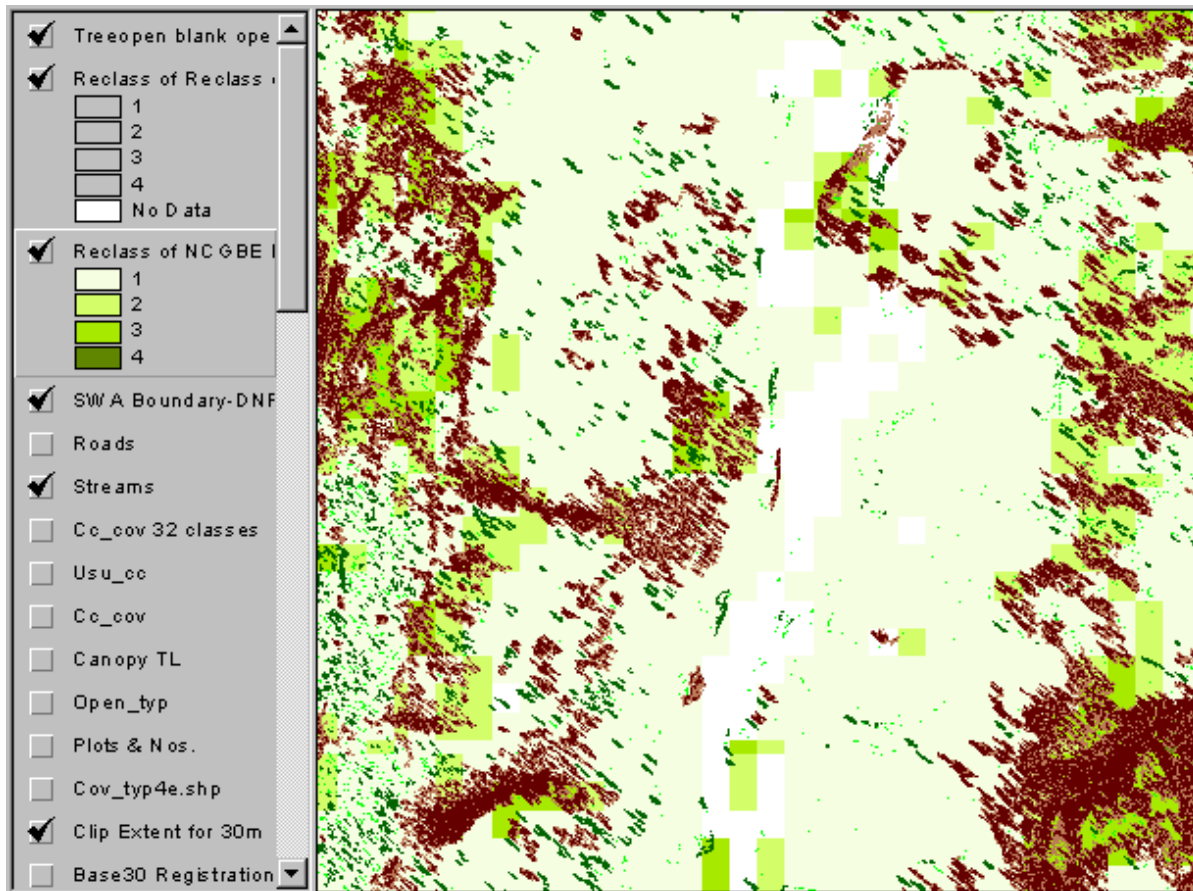 Treeopen blank ope
Reclass of Reclass
1
2
3
4
No Data
Reclass of NCGBE
1
2
3
4
SWA Boundary-DNF
Roads
Streams
Cc_cov 32 classes
Usu_cc
Cc_cov
Canopy TL
Open_typ
Plots & Nos.
Cov_typ4e.shp
Clip Extent for 30m
Base30 Registration